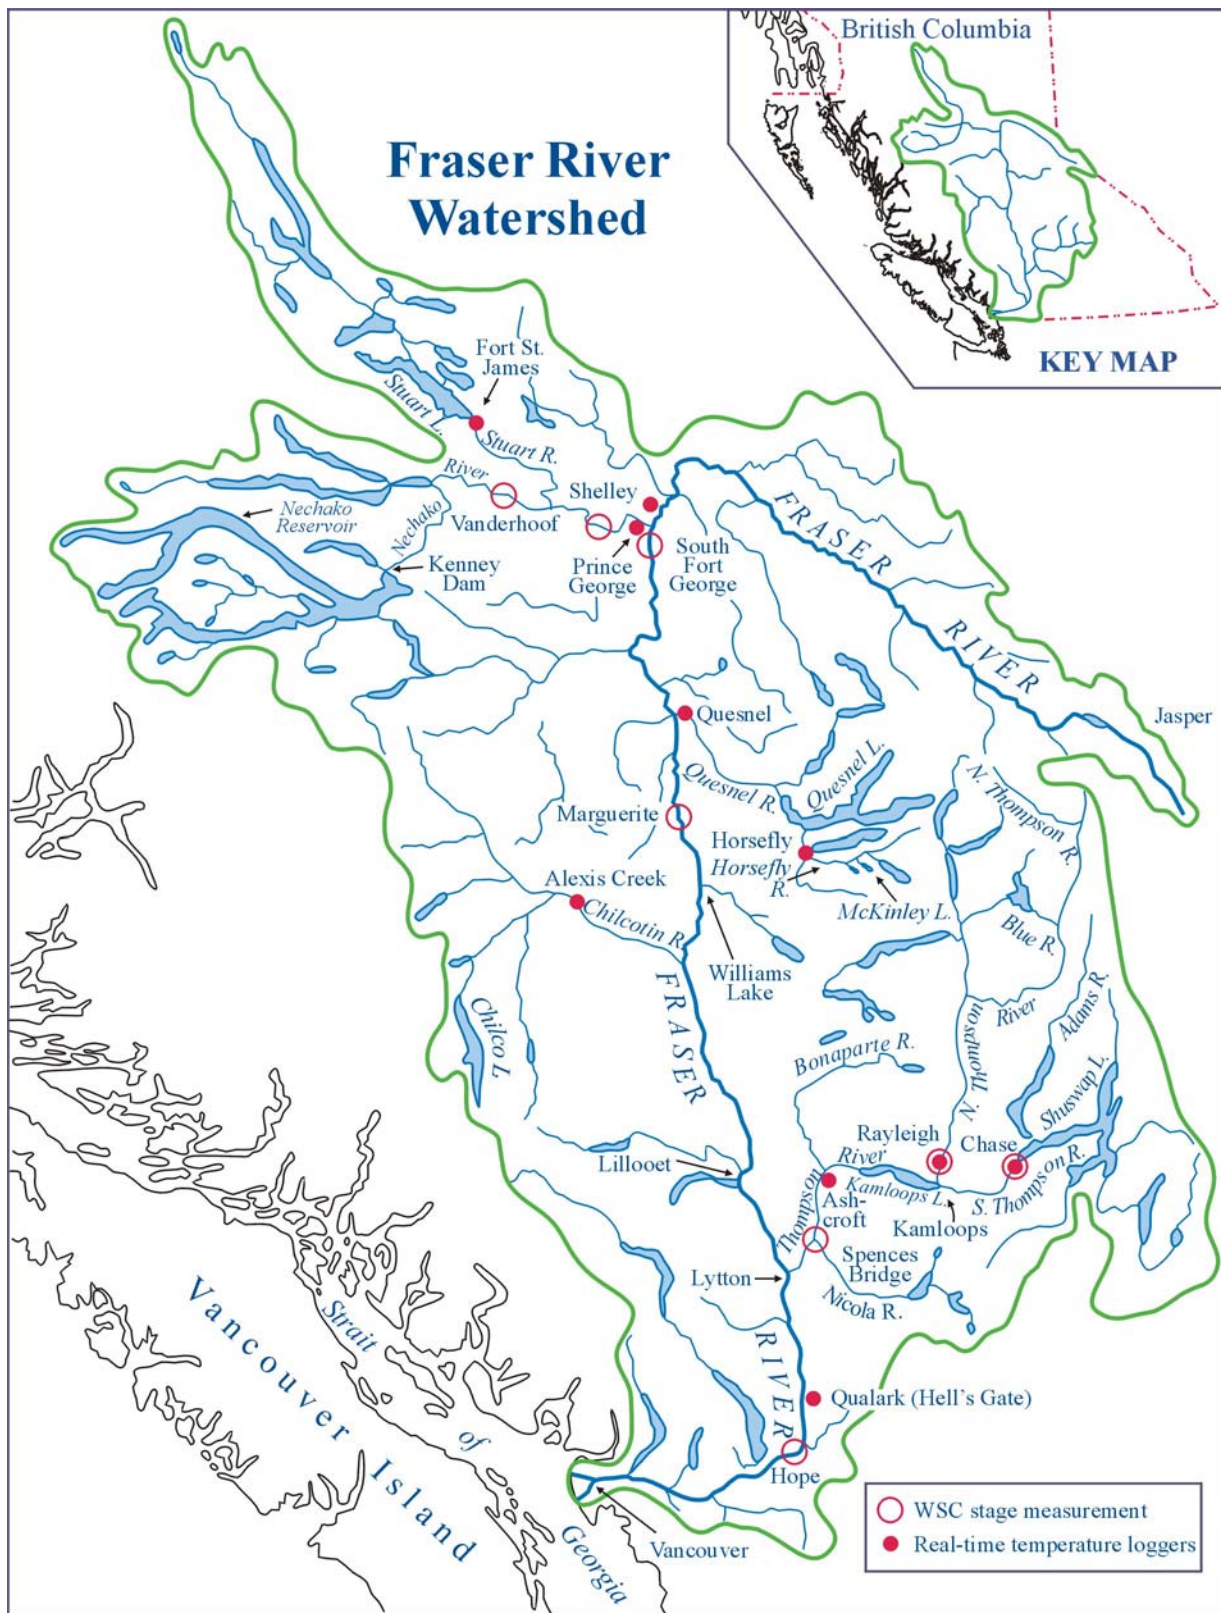 British Columbia
KEY MAP
Fraser River
Watershed
Fort St.
James
Stuart L.
Stuart R.
River
Nechako
Nechako
Reservoir
Vanderhoof
Kenney
Dam
Shelley
Prince
George
South
Fort
George
FRASER
RIVER
Jasper
Quesnel
Quesnel R.
Quesnel L.
Marguerite
Horsefly
Horsefly
R.
McKinley L.
N. Thompson R.
Blue R.
Alexis Creek
Chilcotin R.
Williams
Lake
Chilco L.
FRASER
River
N. Thompson
Adams R.
Bonaparte R.
Shuswap L.
Rayleigh
Chase
Lillooet
River
Kamloops L.
S. Thompson R.
Thompson
Ash-
croft
Kamloops
Spences
Bridge
Lytton
Nicola R.
RIVER
Qualark (Hell's Gate)
Hope
Vancouver
Vancouver Island
Strait
of
Georgia
WSC stage measurement
Real-time temperature loggers